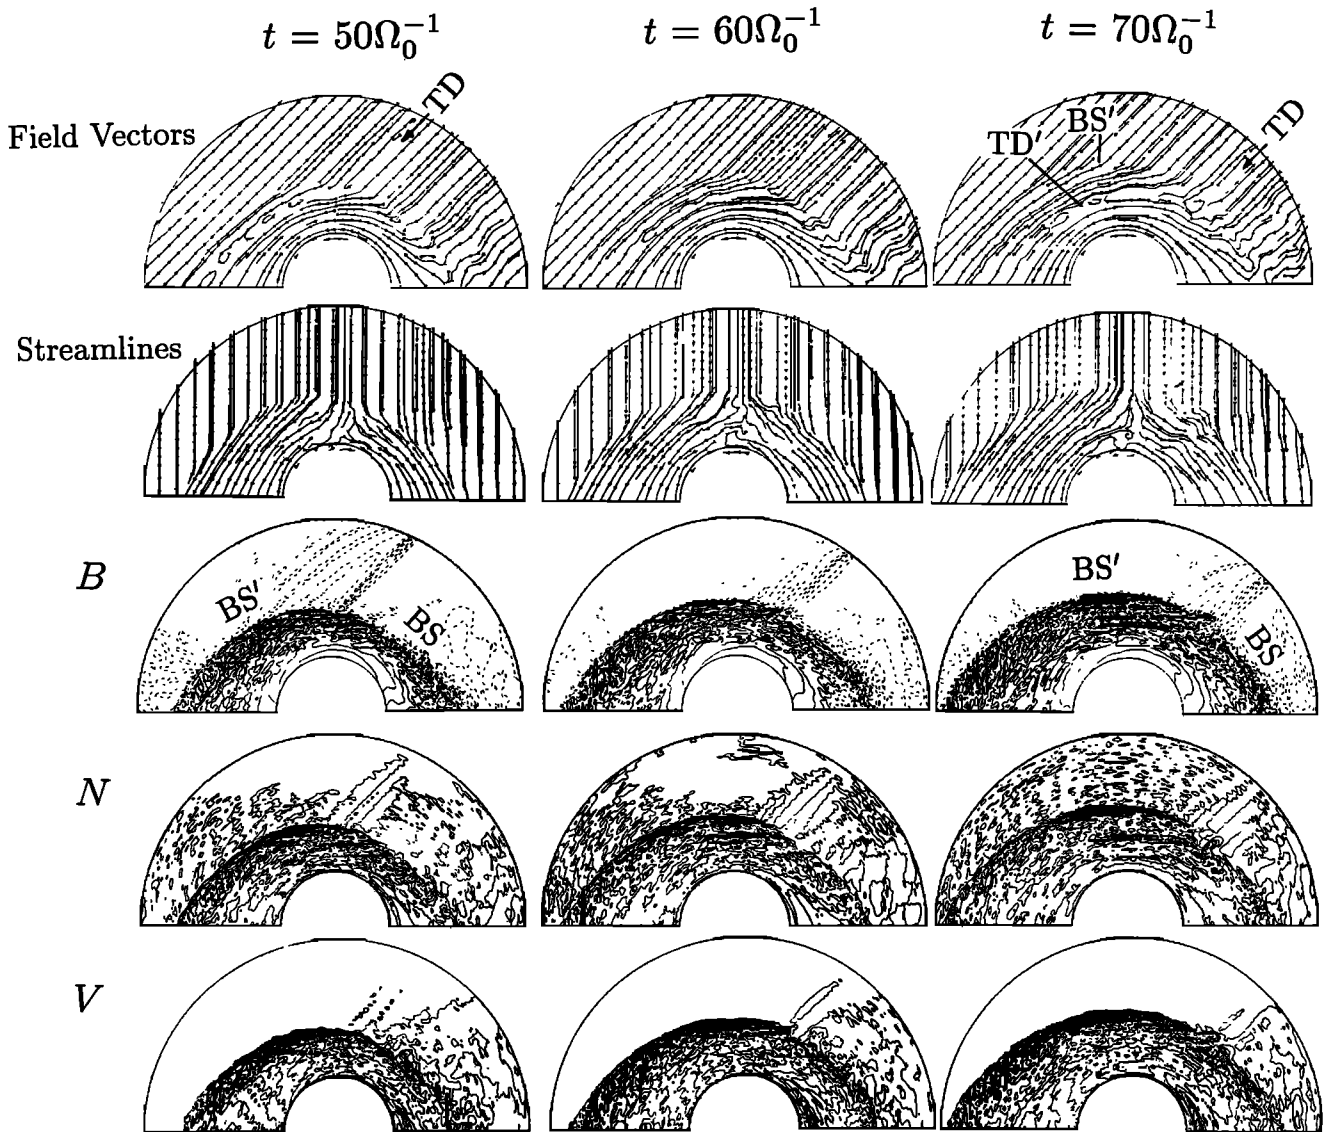 t = 50Ω₀⁻¹ t = 60Ω₀⁻¹ t = 70Ω₀⁻¹
Field Vectors
TD
TD′
BS′
TD
Streamlines
B
BS′
BS
BS′
BS
N
V